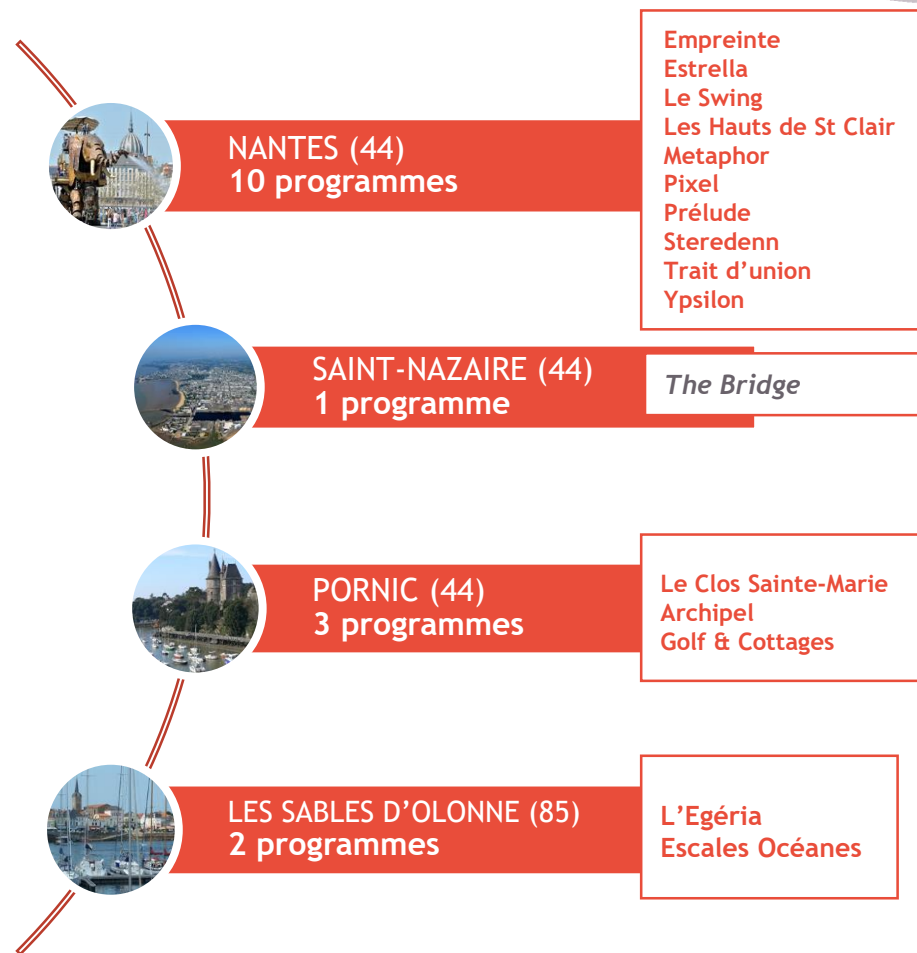 NANTES (44)
10 programmes
Empreinte
Estrella
Le Swing
Les Hauts de St Clair
Metaphor
Pixel
Prélude
Steredenn
Trait d’union
Ypsilon
SAINT-NAZAIRE (44)
1 programme
The Bridge
PORNIC (44)
3 programmes
Le Clos Sainte-Marie
Archipel
Golf & Cottages
LES SABLES D’OLONNE (85)
2 programmes
L’Egéria
Escales Océanes